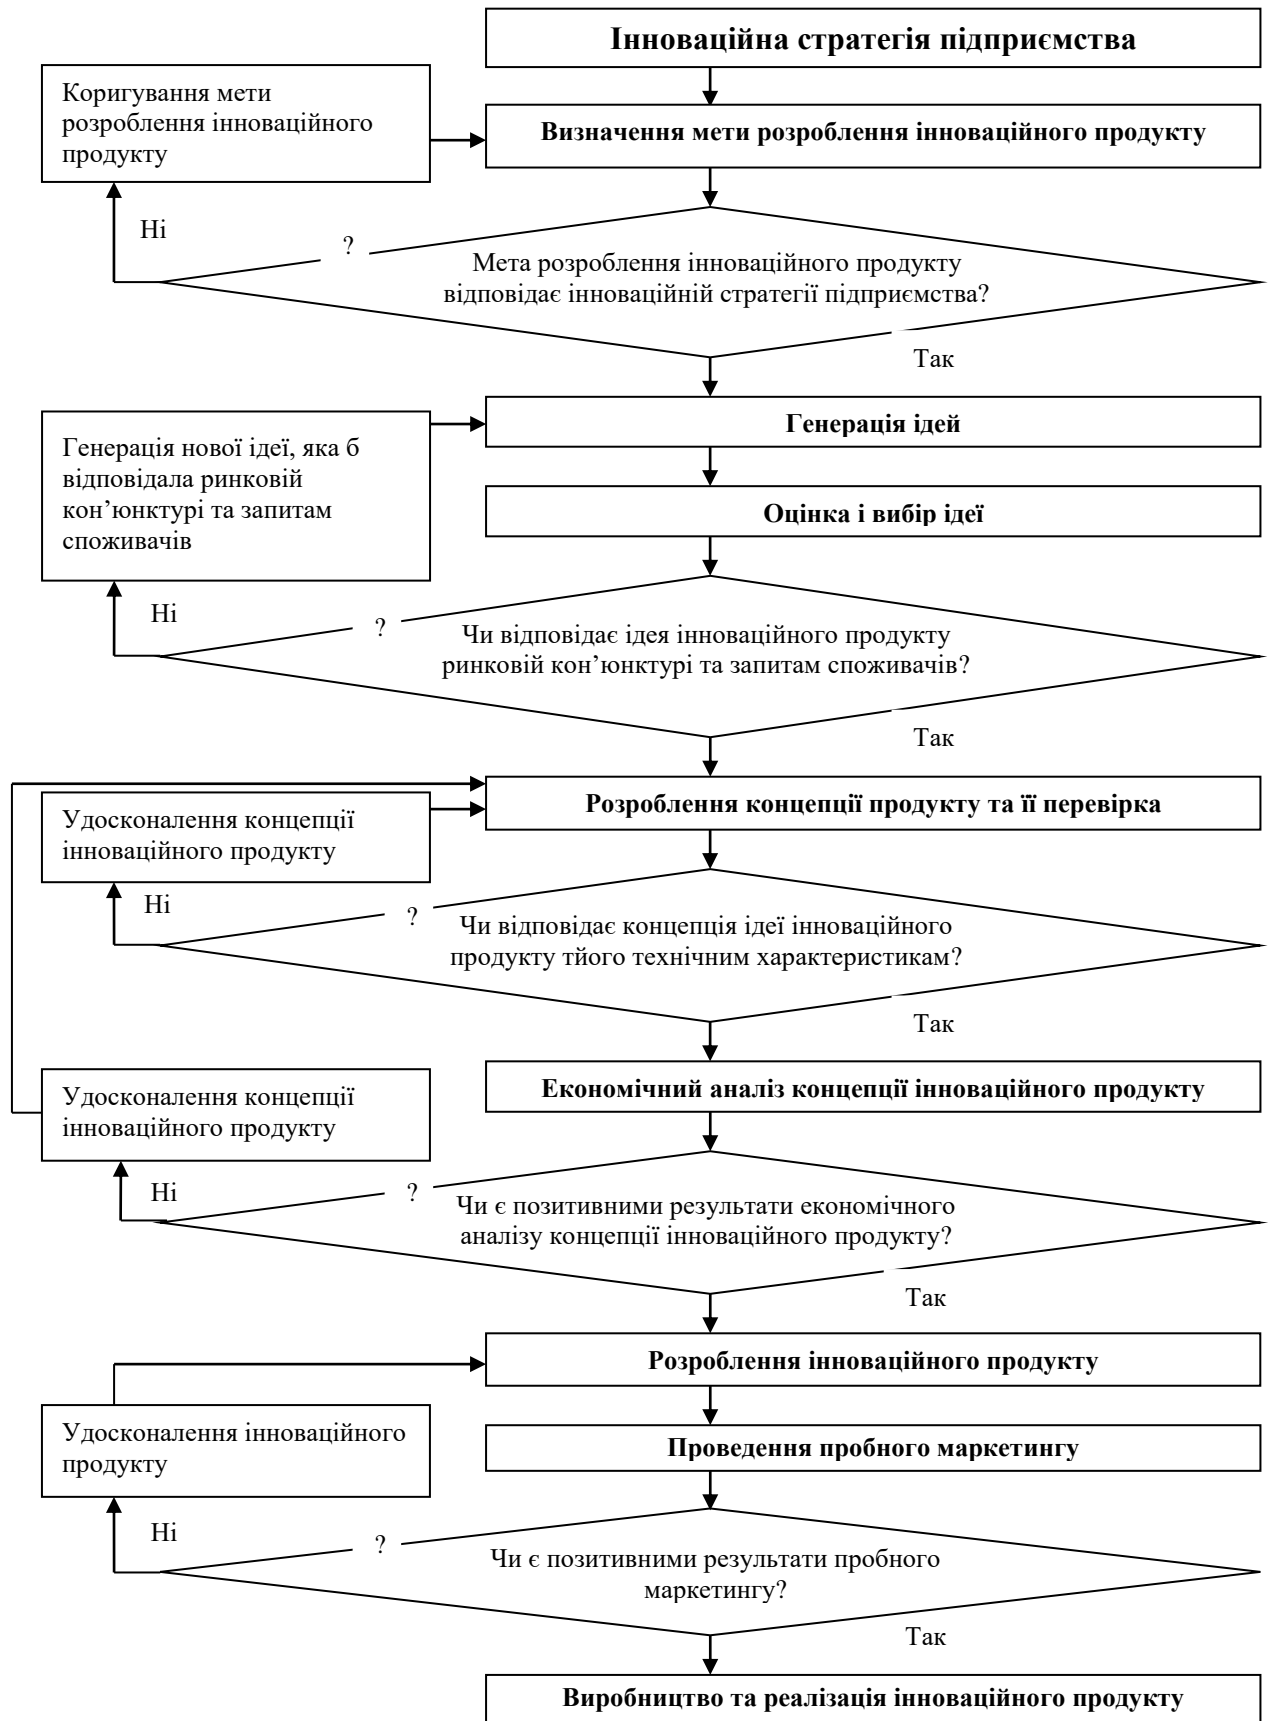 Інноваційна стратегія підприємства
Коригування мети
розроблення інноваційного
продукту
Визначення мети розроблення інноваційного продукту
Ні
?
Мета розроблення інноваційного продукту
відповідає інноваційній стратегії підприємства?
Так
Генерація ідей
Генерація нової ідеї, яка б
відповідала ринковій
кон’юнктурі та запитам
споживачів
Оцінка і вибір ідеї
Ні
?
Чи відповідає ідея інноваційного продукту
ринковій кон’юнктурі та запитам споживачів?
Так
Розроблення концепції продукту та її перевірка
Удосконалення концепції
інноваційного продукту
Ні
?
Чи відповідає концепція ідеї інноваційного
продукту тйого технічним характеристикам?
Так
Економічний аналіз концепції інноваційного продукту
Удосконалення концепції
інноваційного продукту
Ні
?
Чи є позитивними результати економічного
аналізу концепції інноваційного продукту?
Так
Розроблення інноваційного продукту
Удосконалення інноваційного
продукту
Проведення пробного маркетингу
Ні
?
Чи є позитивними результати пробного
маркетингу?
Так
Виробництво та реалізація інноваційного продукту